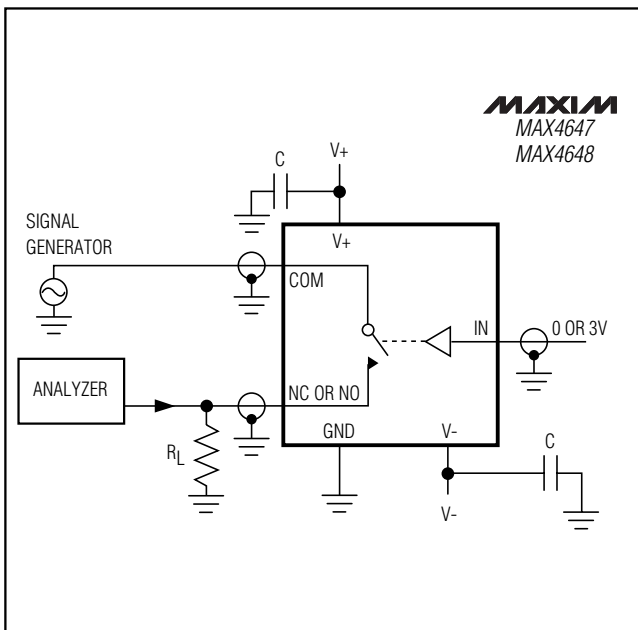 MAXIM
MAX4647
MAX4648
V+
C
V+
SIGNAL
GENERATOR
COM
IN
0 OR 3V
ANALYZER
NC OR NO
GND
V-
C
RL
V-